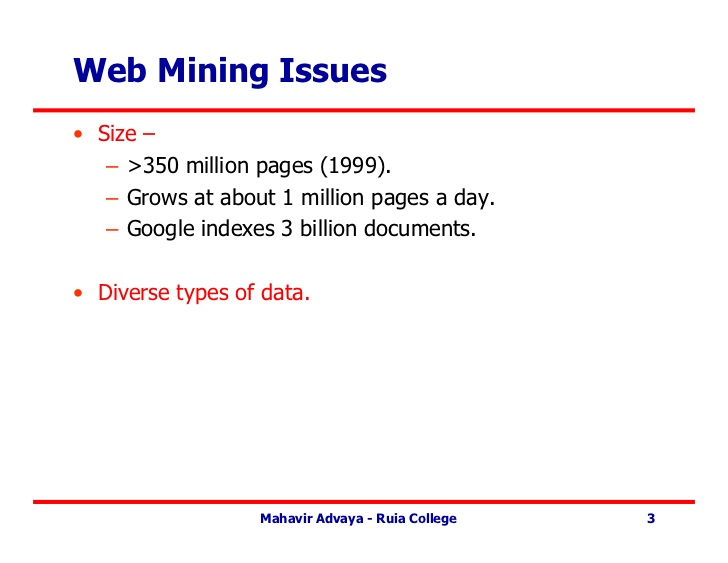 Web Mining Issues
• Size –
– >350 million pages (1999).
– Grows at about 1 million pages a day.
– Google indexes 3 billion documents.
• Diverse types of data.
Mahavir Advaya - Ruia College 3